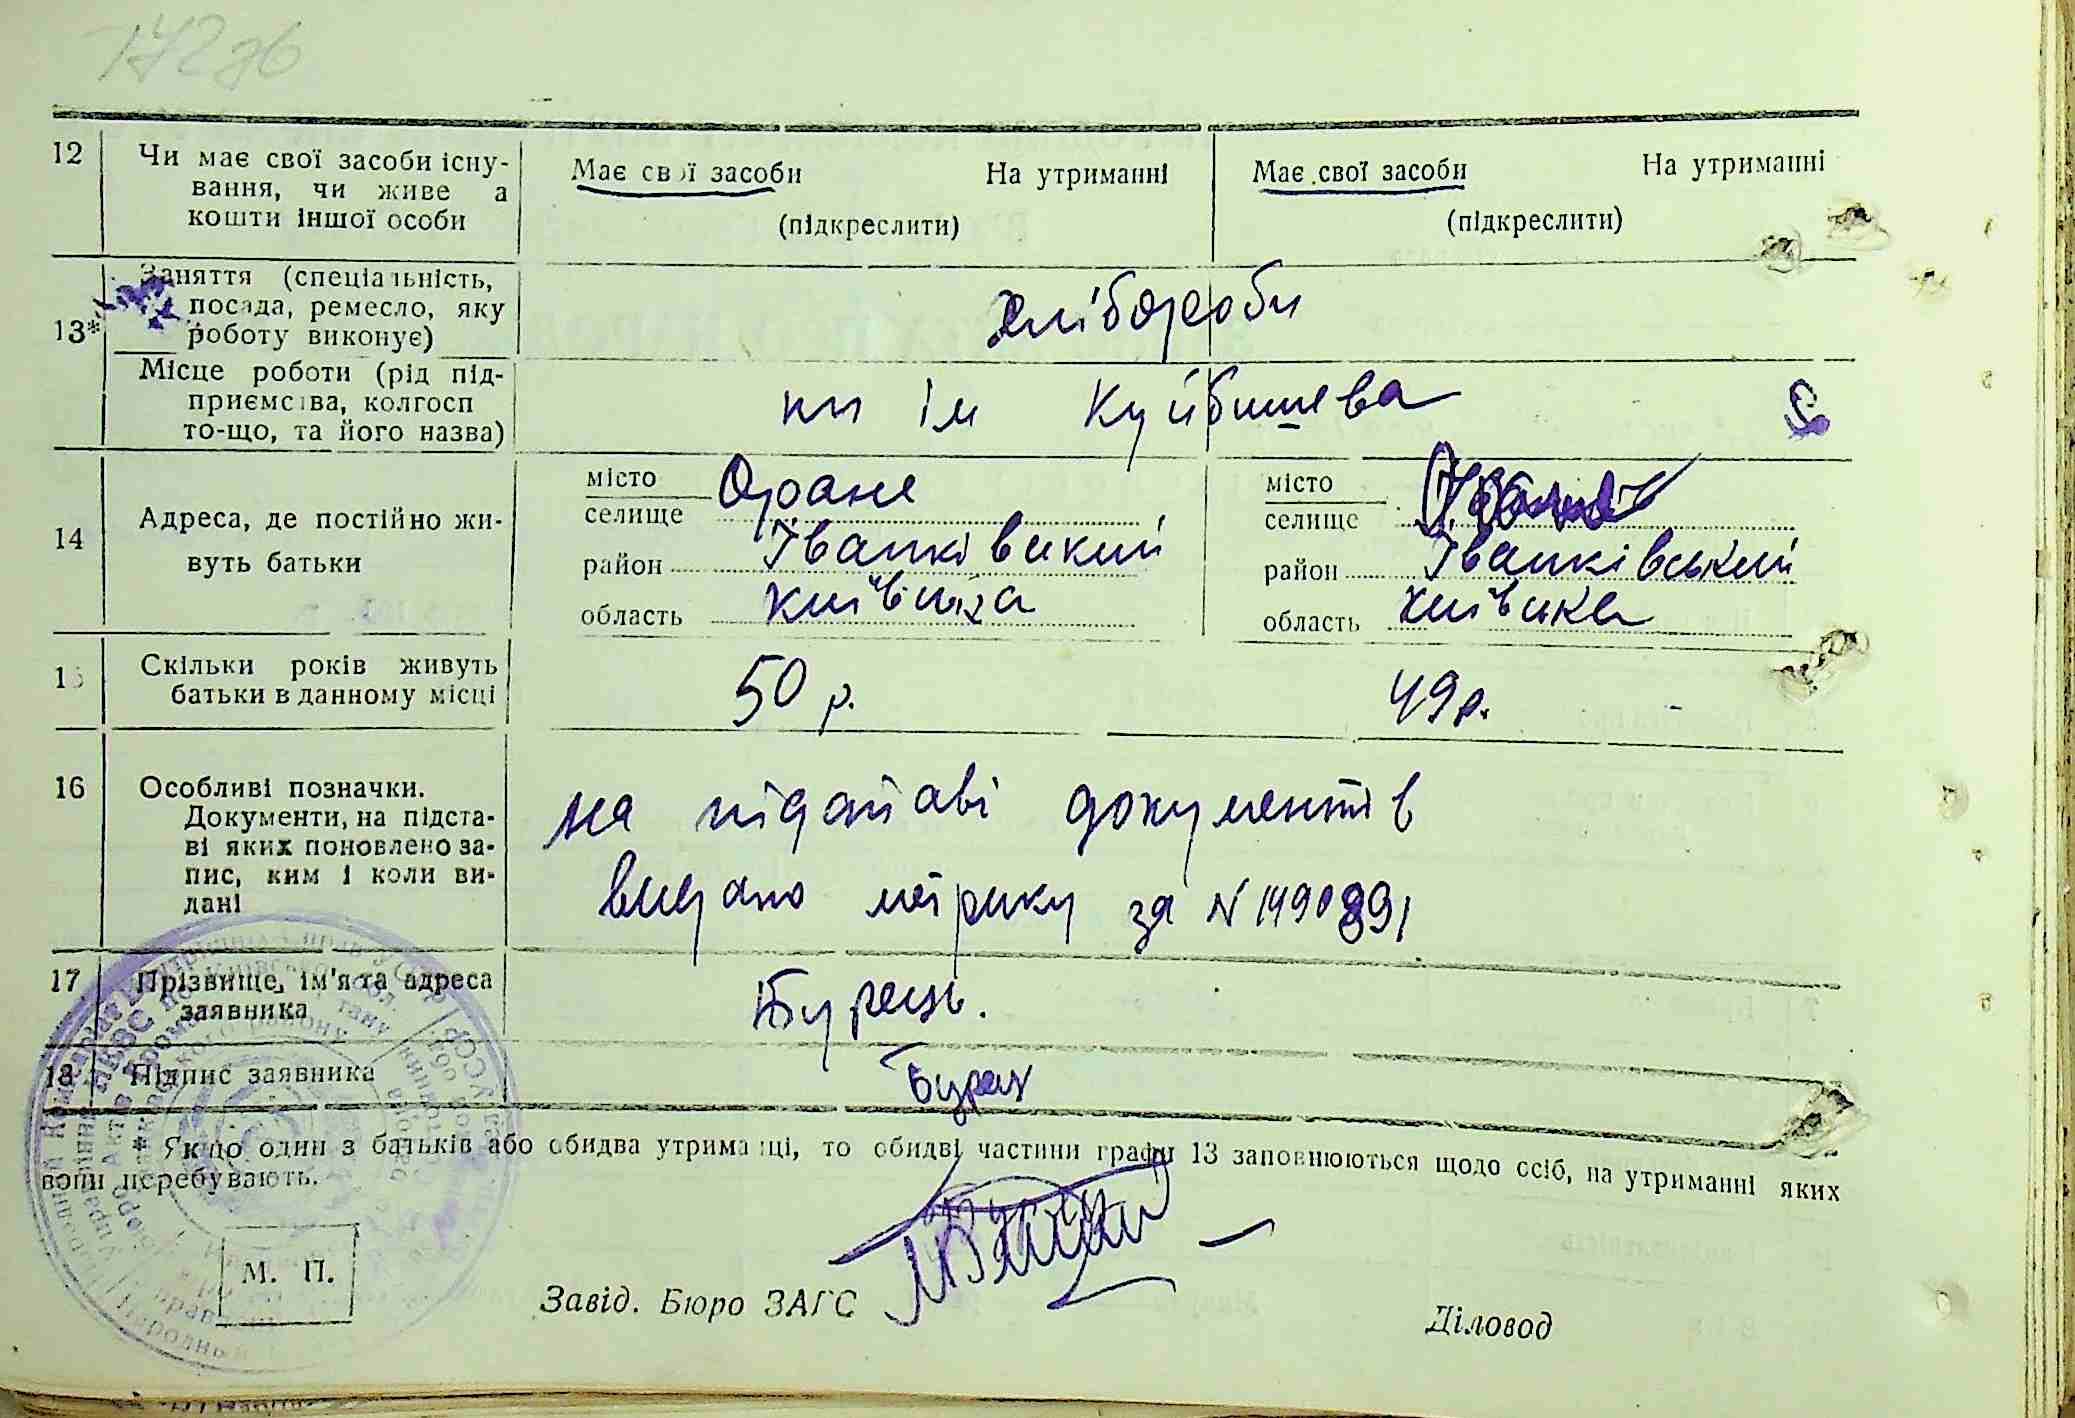 172 зв
12 Чи має свої засоби існу-
вання, чи живе а
кошти іншої особи
Має свої засоби На утриманні
(підкреслити)
Має свої засоби На утриманні
(підкреслити)
13* Заняття (спеціальність,
посада, ремесло, яку
роботу виконує)
хлібороби
Місце роботи (рід під-
приємства, колгосп
то-що, та його назва)
ім Куйбишева
14 Адреса, де постійно жи-
вуть батьки
місто
селище Оране
район Іванківский
область Київська
місто
селище
район Іванківський
область Київська
15 Скільки років живуть
батьки в данному місці
50 р.
49 р.
16 Особливі позначки.
Документи, на підста-
ві яких поновлено за-
пис, ким і коли ви-
дані
на підставі документів
видано метрику за N
17 Прізвище, ім'я та адреса
заявника
18 Підпис заявника
* Якщо один з батьків або обидва утриманці, то обидві частини графи 13 заповнюються щодо осіб, на утриманні яких
вони перебувають.
М. П.
Завід. Бюро ЗАГС
Діловод